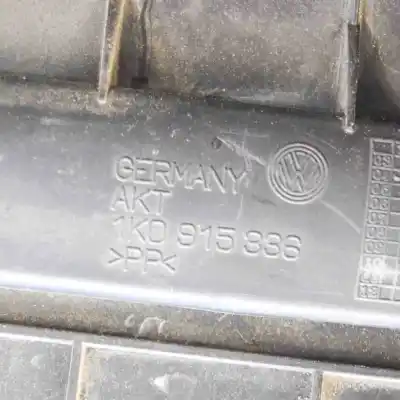 GERMANY
AKT
1K0 915 336
>PP<